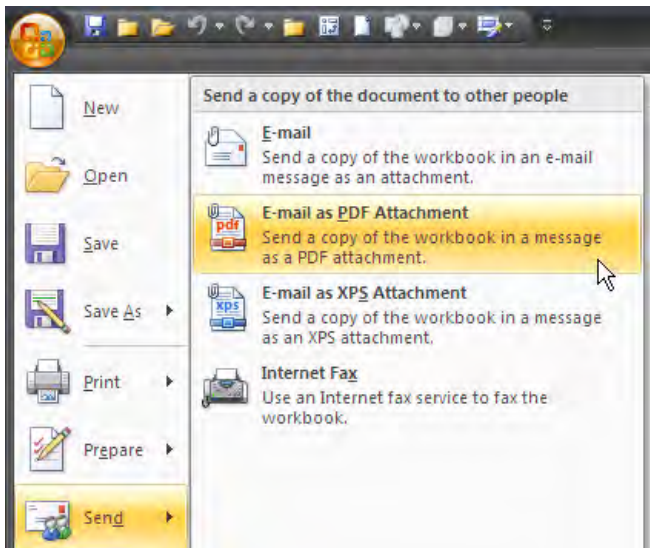 New
Open
Save
Save As
Print
Prepare
Send
Send a copy of the document to other people
E-mail
Send a copy of the workbook in an e-mail
message as an attachment.
pdf
E-mail as PDF Attachment
Send a copy of the workbook in a message
as a PDF attachment.
xps
E-mail as XPS Attachment
Send a copy of the workbook in a message
as an XPS attachment.
Internet Fax
Use an Internet fax service to fax the
workbook.